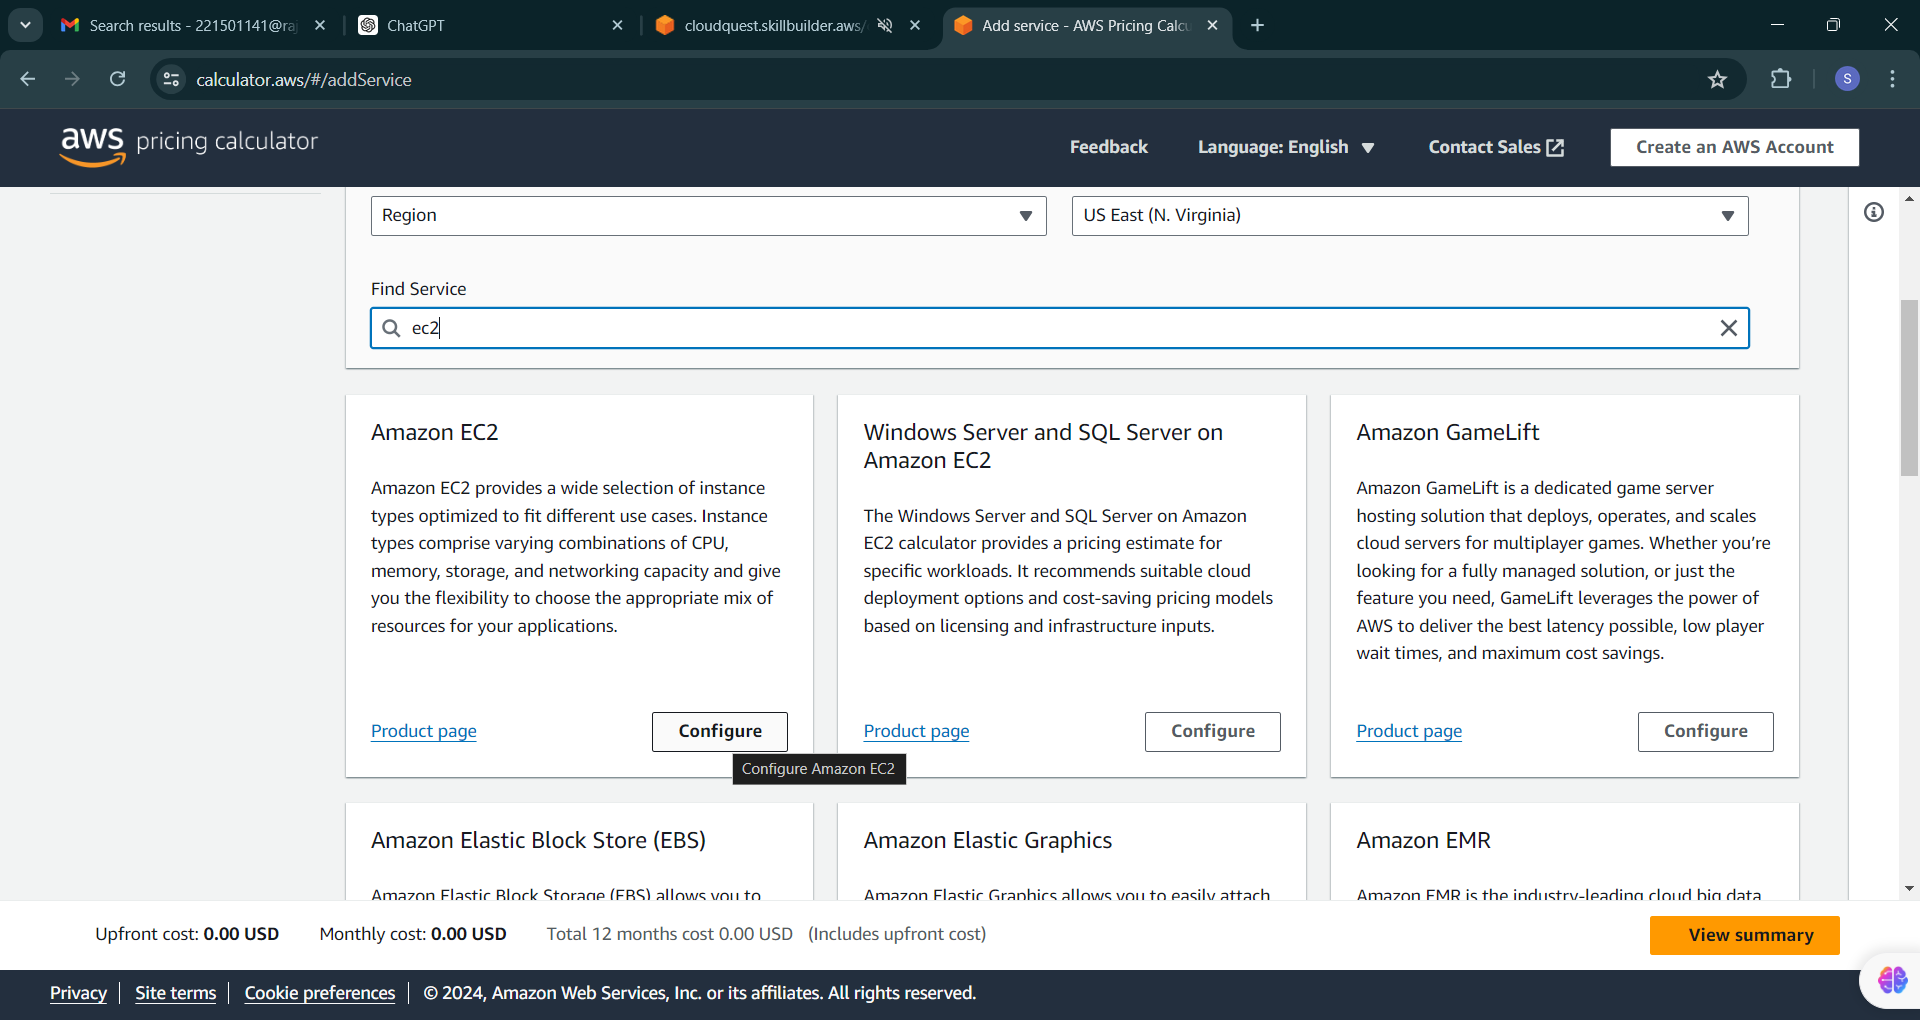 Search results - 221501141@raj
ChatGPT
cloudquest.skillbuilder.aws/
Add service - AWS Pricing Calcu
calculator.aws/#/addService
S
aws pricing calculator
Feedback
Language: English
Contact Sales
Create an AWS Account
Region
US East (N. Virginia)
Find Service
ec2
Amazon EC2
Amazon EC2 provides a wide selection of instance
types optimized to fit different use cases. Instance
types comprise varying combinations of CPU,
memory, storage, and networking capacity and give
you the flexibility to choose the appropriate mix of
resources for your applications.
Product page
Configure
Configure Amazon EC2
Windows Server and SQL Server on
Amazon EC2
The Windows Server and SQL Server on Amazon
EC2 calculator provides a pricing estimate for
specific workloads. It recommends suitable cloud
deployment options and cost-saving pricing models
based on licensing and infrastructure inputs.
Product page
Configure
Amazon GameLift
Amazon GameLift is a dedicated game server
hosting solution that deploys, operates, and scales
cloud servers for multiplayer games. Whether you're
looking for a fully managed solution, or just the
feature you need, GameLift leverages the power of
AWS to deliver the best latency possible, low player
wait times, and maximum cost savings.
Product page
Configure
Amazon Elastic Block Store (EBS)
Amazon Elastic Block Storage (EBS) allows you to
Amazon Elastic Graphics
Amazon Elastic Graphics allows you to easily attach
Amazon EMR
Amazon EMR is the industry-leading cloud big data
Upfront cost: 0.00 USD
Monthly cost: 0.00 USD
Total 12 months cost 0.00 USD
(Includes upfront cost)
View summary
Privacy
Site terms
Cookie preferences
© 2024, Amazon Web Services, Inc. or its affiliates. All rights reserved.